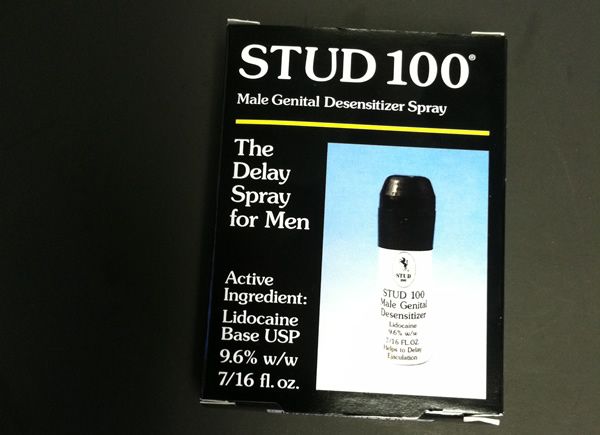 STUD 100®
Male Genital Desensitizer Spray
The
Delay
Spray
for Men
Active
Ingredient:
Lidocaine
Base USP
9.6% w/w
7/16 fl. oz.
STUD
100
STUD 100
Male Genital
Desensitizer
Lidocaine
9.6% w/w
7/16 FL.OZ.
Helps to Delay
Ejaculation